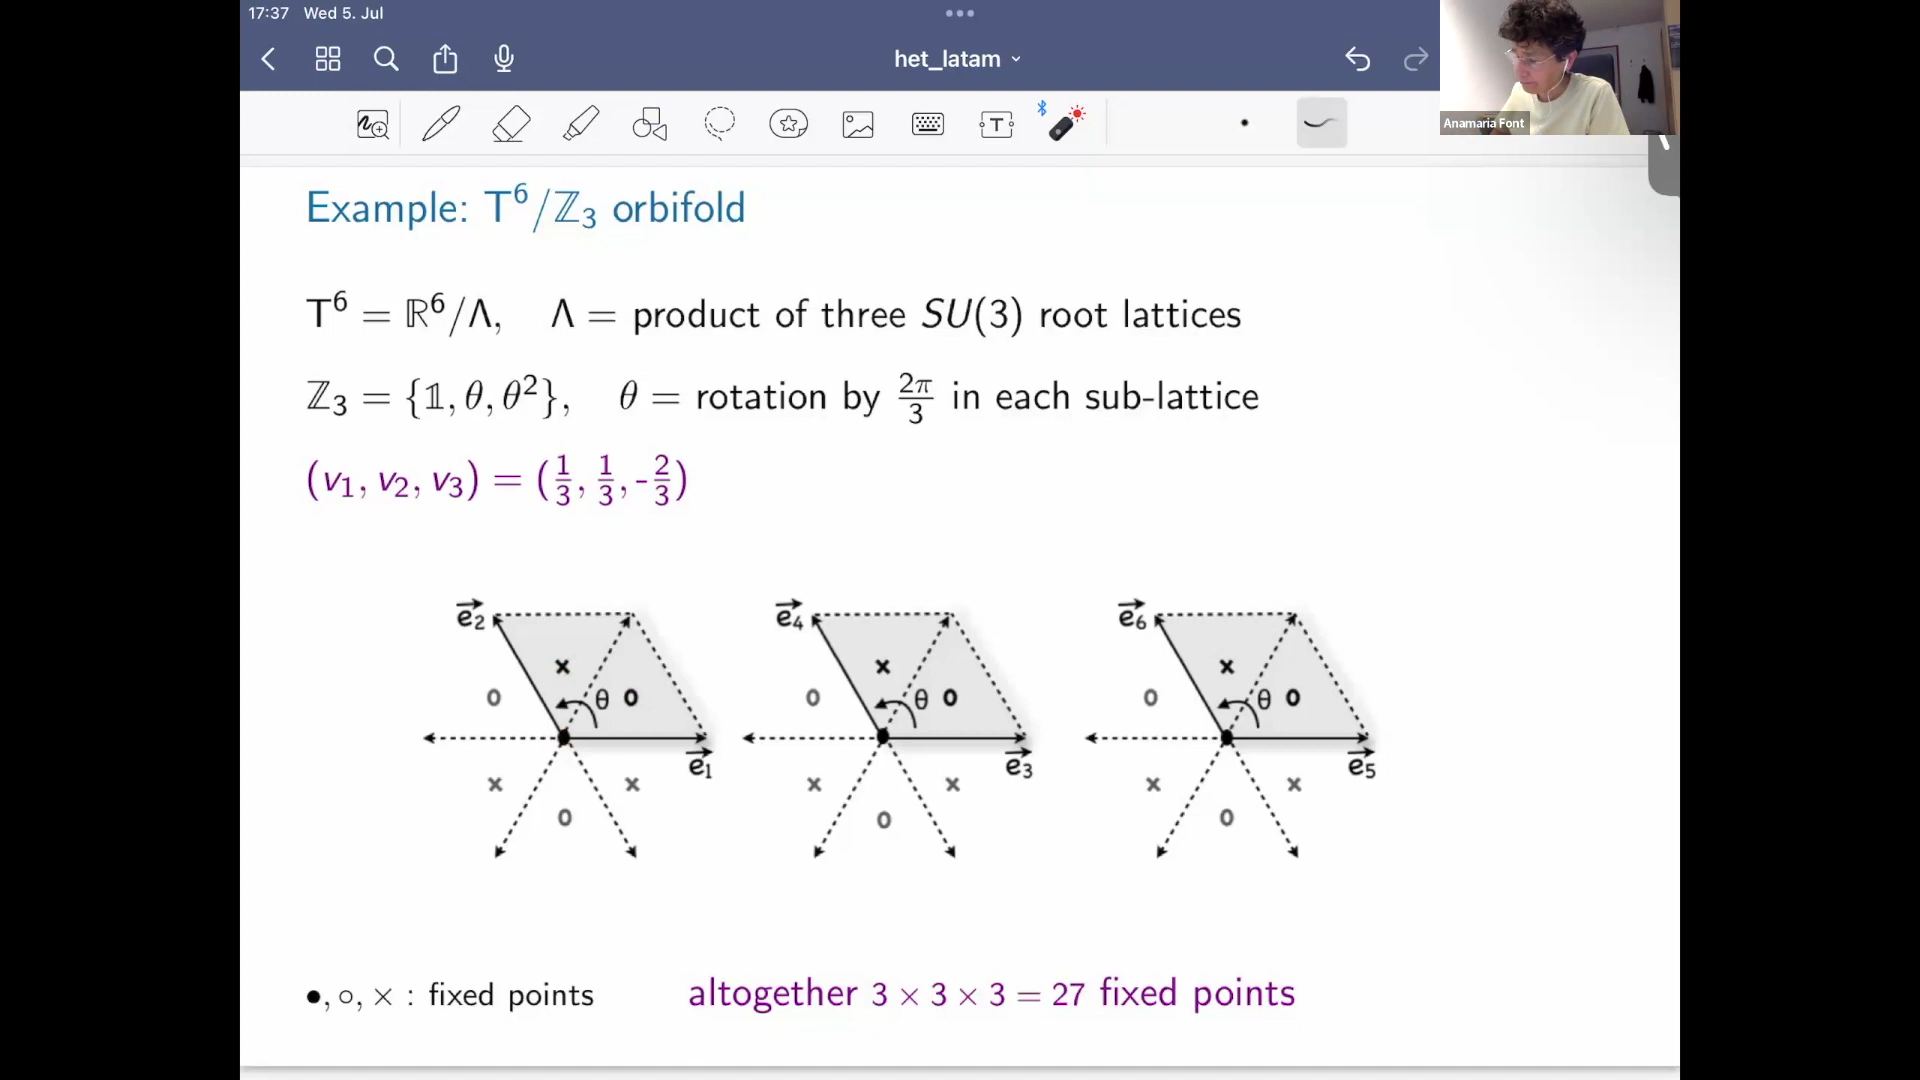 17:37 Wed 5. Jul
het_latam
Anamaria Font
Example: T⁶/ℤ₃ orbifold
T⁶ = ℝ⁶/Λ, Λ = product of three SU(3) root lattices
ℤ₃ = {𝟙, θ, θ²}, θ = rotation by 2π/3 in each sub-lattice
(v₁, v₂, v₃) = (1/3, 1/3, -2/3)
e₂→ e₄→ e₆→
x x x
o θ o o θ o o θ o
e₁→ e₃→ e₅→
x x x x x x
o o o
•, ∘, × : fixed points altogether 3 × 3 × 3 = 27 fixed points